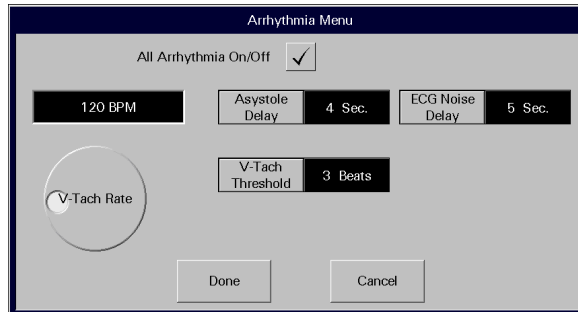 Arrhythmia Menu
All Arrhythmia On/Off
120 BPM
Asystole
Delay
4 Sec.
ECG Noise
Delay
5 Sec.
V-Tach Rate
V-Tach
Threshold
3 Beats
Done
Cancel